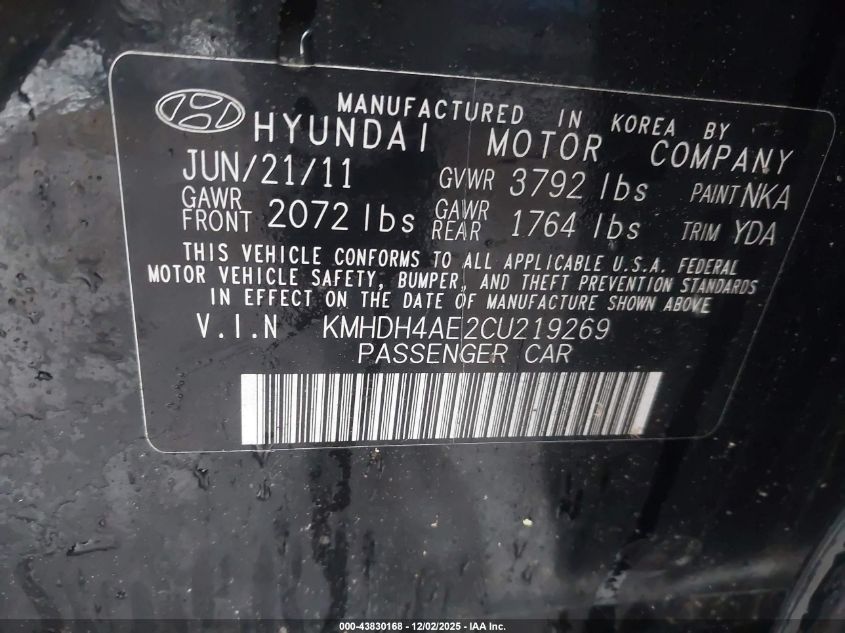 MANUFACTURED IN KOREA BY
HYUNDAI MOTOR COMPANY
JUN/21/11 GVWR 3792 lbs PAINT NKA
GAWR FRONT 2072 lbs GAWR REAR 1764 lbs TRIM YDA
THIS VEHICLE CONFORMS TO ALL APPLICABLE U.S.A. FEDERAL
MOTOR VEHICLE SAFETY, BUMPER, AND THEFT PREVENTION STANDARDS
IN EFFECT ON THE DATE OF MANUFACTURE SHOWN ABOVE
V.I.N KMHDH4AE2CU219269
PASSENGER CAR
000-43830168 - 12/02/2025 - IAA Inc.